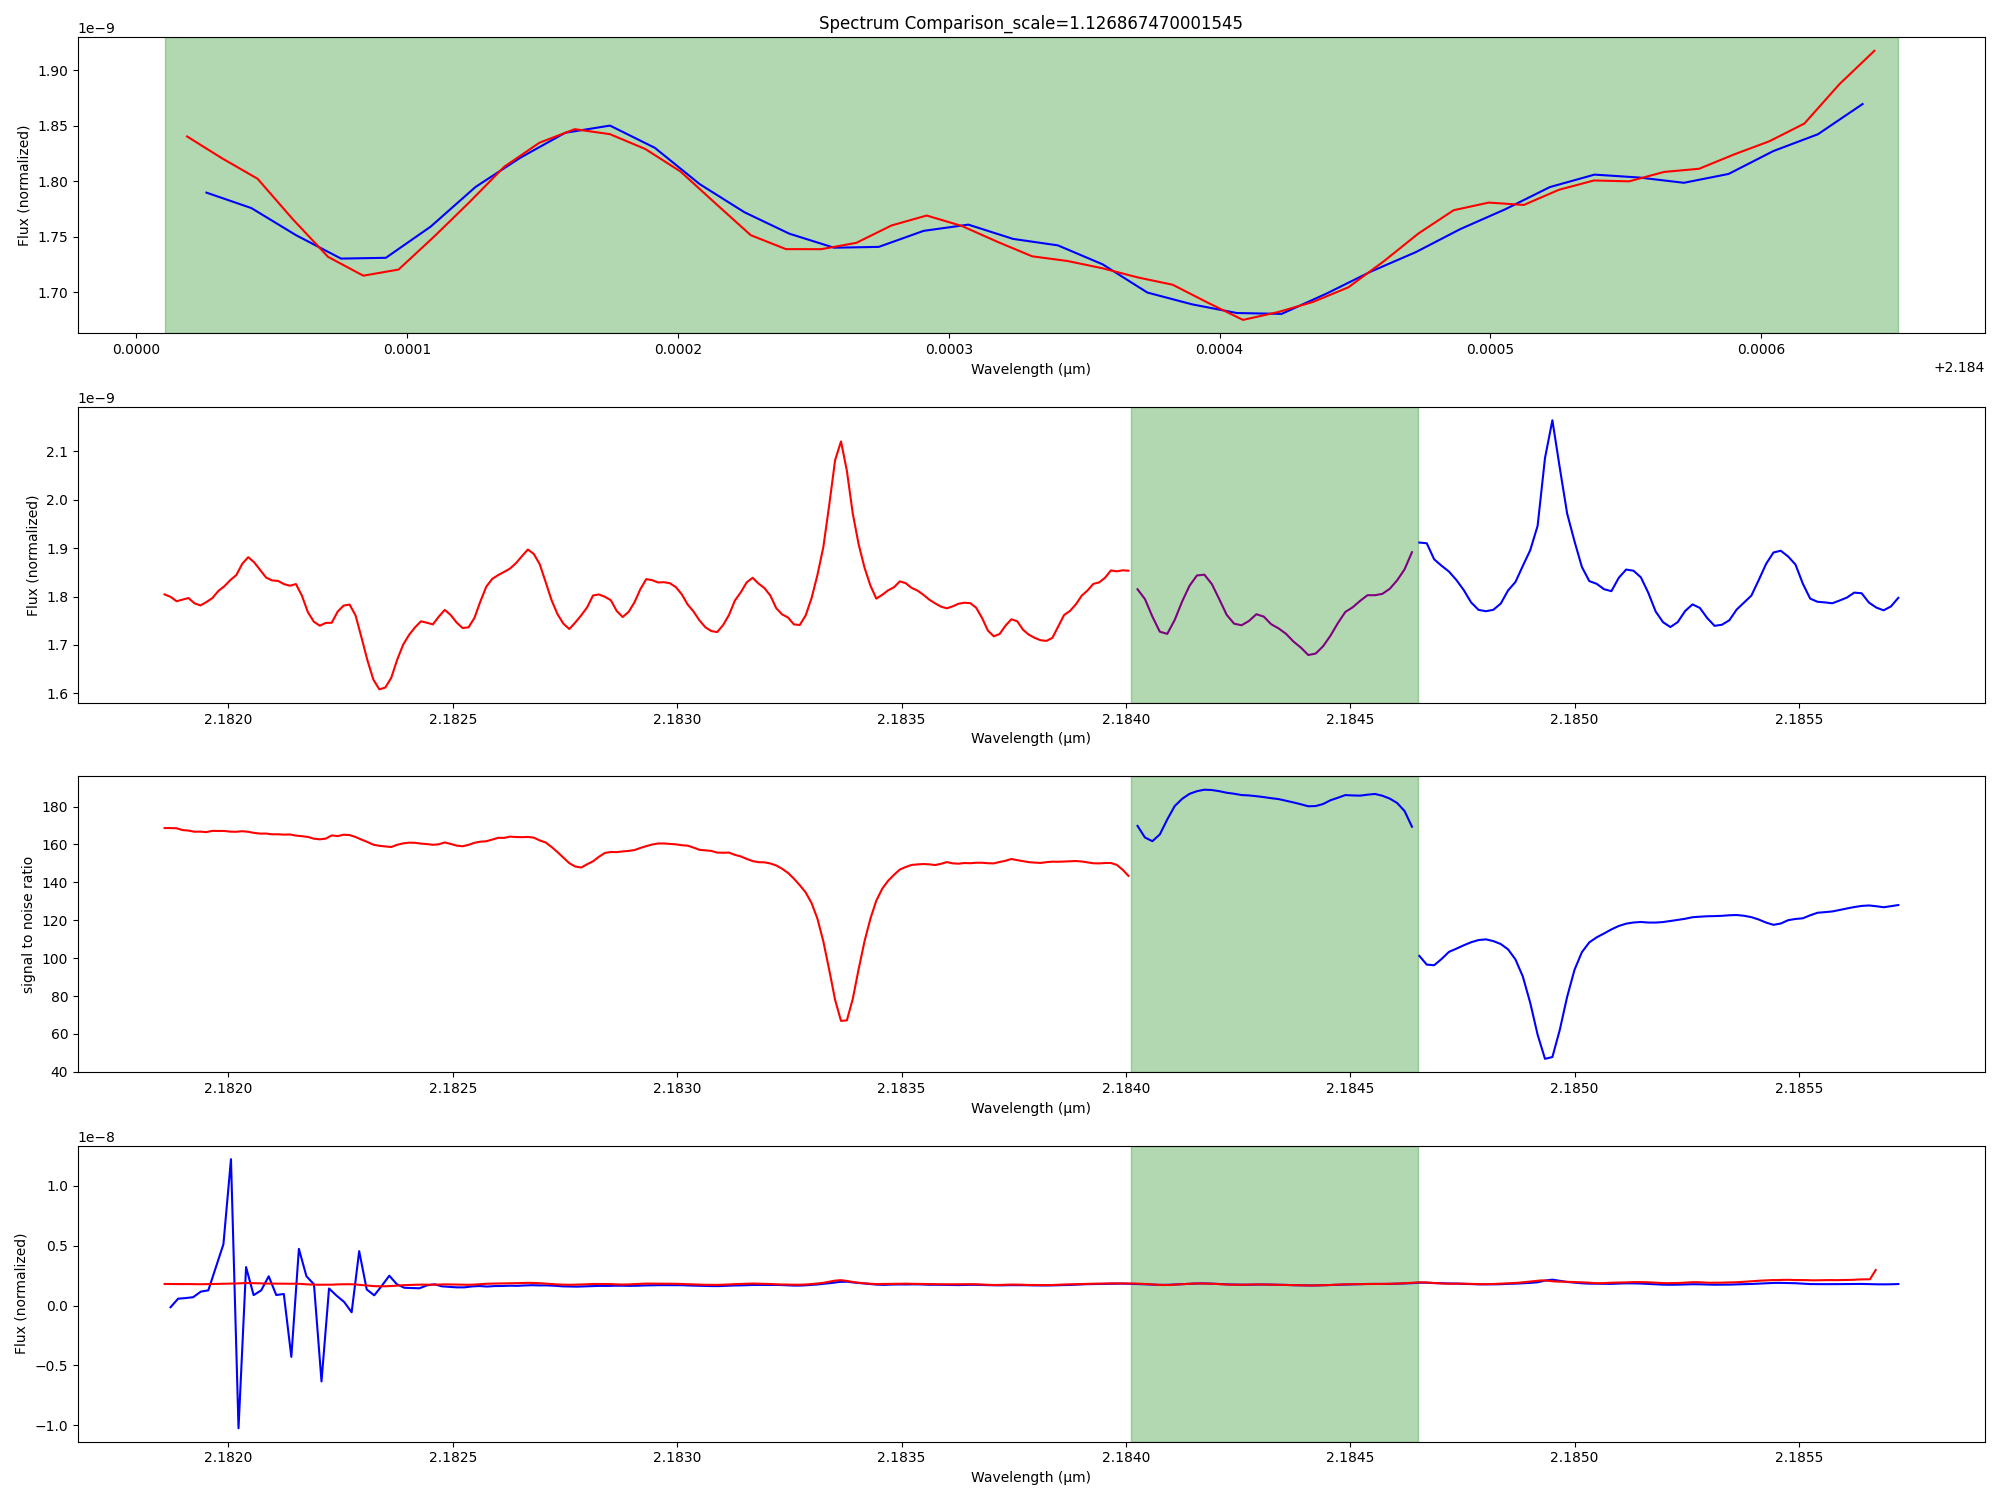 Spectrum Comparison_scale=1.126867470001545
1e−9
Flux (normalized)
1.90
1.85
1.80
1.75
1.70
0.0000 0.0001 0.0002 0.0003 0.0004 0.0005 0.0006
Wavelength (μm)
+2.184
1e−9
Flux (normalized)
2.1
2.0
1.9
1.8
1.7
1.6
2.1820 2.1825 2.1830 2.1835 2.1840 2.1845 2.1850 2.1855
Wavelength (μm)
signal to noise ratio
180
160
140
120
100
80
60
40
2.1820 2.1825 2.1830 2.1835 2.1840 2.1845 2.1850 2.1855
Wavelength (μm)
1e−8
Flux (normalized)
1.0
0.5
0.0
−0.5
−1.0
2.1820 2.1825 2.1830 2.1835 2.1840 2.1845 2.1850 2.1855
Wavelength (μm)